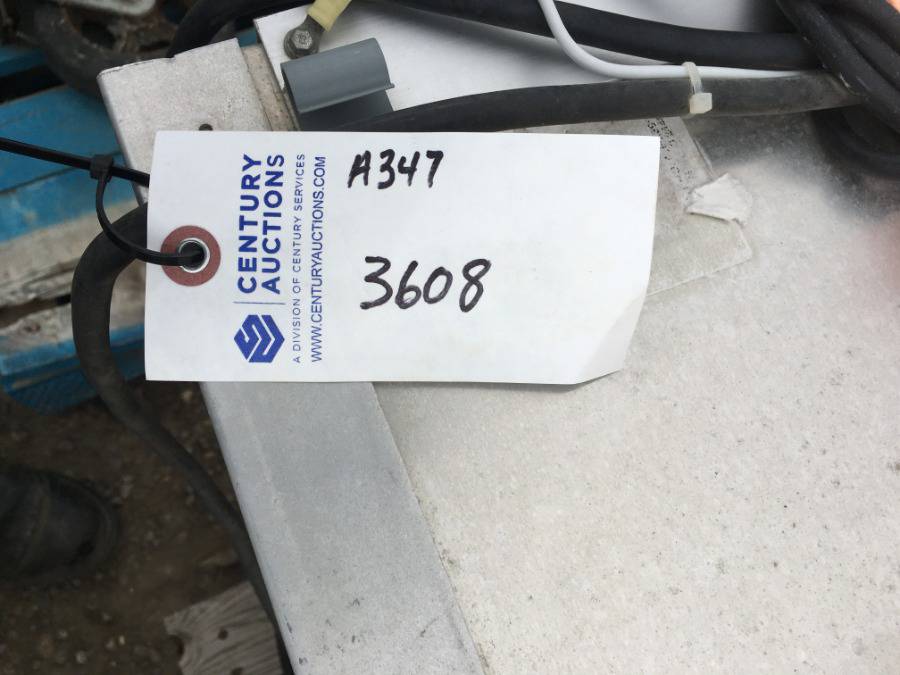 CENTURY
AUCTIONS
A DIVISION OF CENTURY SERVICES
WWW.CENTURYAUCTIONS.COM
A347
3608